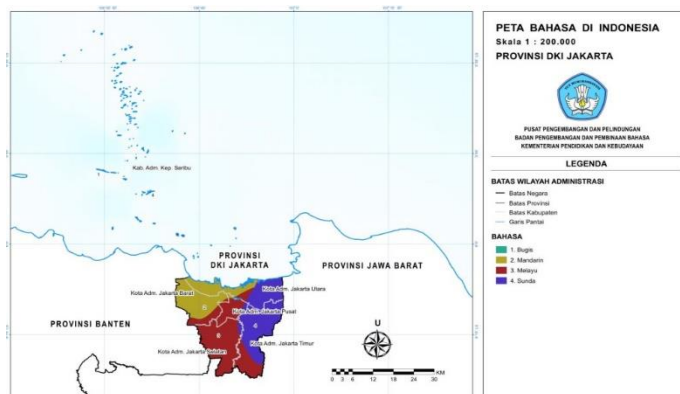 Kab. Adm. Kep. Seribu
PROVINSI
DKI JAKARTA
PROVINSI JAWA BARAT
Kota Adm. Jakarta Utara
Kota Adm. Jakarta Barat
Kota Adm. Jakarta Pusat
PROVINSI BANTEN
Kota Adm. Jakarta Timur
Kota Adm. Jakarta Selatan
U
0 3 6 12 18 24 30
KM
PETA BAHASA DI INDONESIA
Skala 1 : 200.000
PROVINSI DKI JAKARTA
PUSAT PENGEMBANGAN DAN PELINDUNGAN
BADAN PENGEMBANGAN DAN PEMBINAAN BAHASA
KEMENTERIAN PENDIDIKAN DAN KEBUDAYAAN
LEGENDA
BATAS WILAYAH ADMINISTRASI
Batas Negara
Batas Provinsi
Batas Kabupaten
Garis Pantai
BAHASA
1. Bugis
2. Mandarin
3. Melayu
4. Sunda